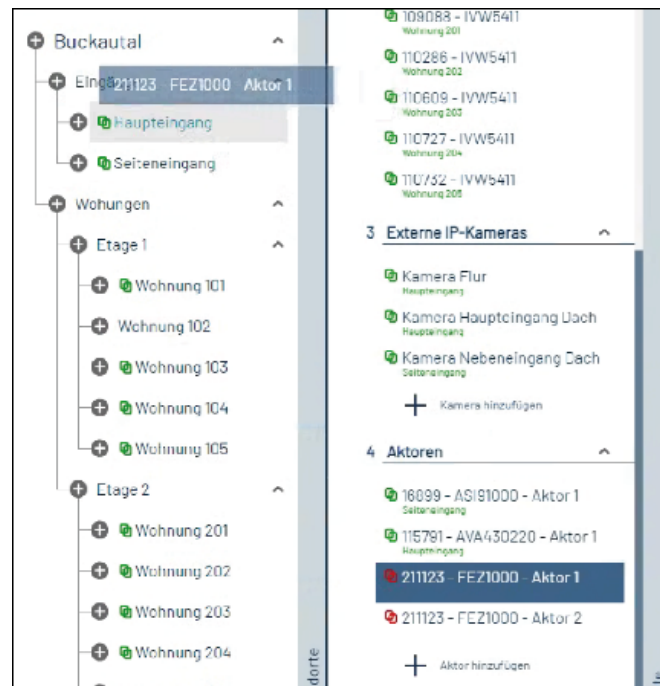 Buckautal
211123 - FEZ1000 - Aktor 1
Haupteingang
Seiteneingang
Wohungen
Etage 1
Wohnung 101
Wohnung 102
Wohnung 103
Wohnung 104
Wohnung 105
Etage 2
Wohnung 201
Wohnung 202
Wohnung 203
Wohnung 204
dorte
109088 - IVW5411
Wohnung 201
110286 - IVW5411
Wohnung 202
110609 - IVW5411
Wohnung 203
110727 - IVW5411
Wohnung 204
110732 - IVW5411
Wohnung 205
3 Externe IP-Kameras
Kamera Flur
Haupteingang
Kamera Haupteingang Dach
Haupteingang
Kamera Nebeneingang Dach
Seiteneingang
Kamera hinzufügen
4 Aktoren
16899 - ASI91000 - Aktor 1
Seiteneingang
115791 - AVA430220 - Aktor 1
Haupteingang
211123 - FEZ1000 - Aktor 1
211123 - FEZ1000 - Aktor 2
Aktor hinzufügen